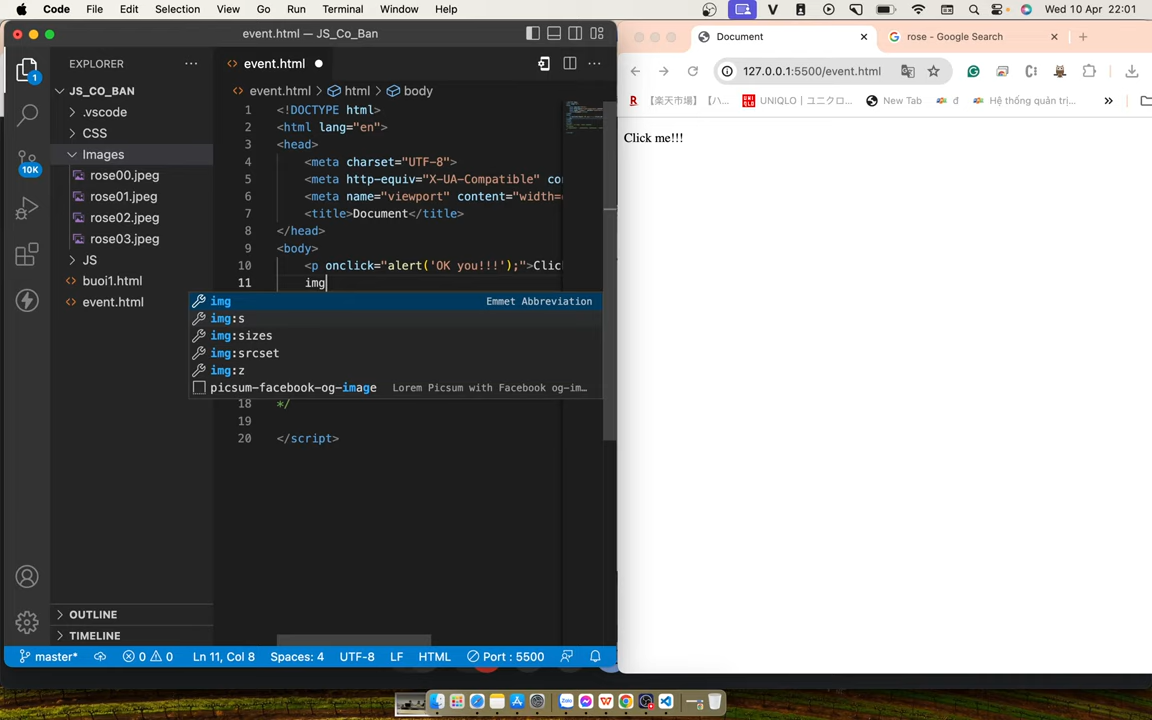 Code File Edit Selection View Go Run Terminal Window Help Wed 10 Apr 22:01
event.html — JS_Co_Ban
Document
rose - Google Search
127.0.0.1:5500/event.html
【楽天市場】【ハ...
UNIQLO | ユニクロ...
New Tab
đ
Hệ thống quản trị...
Click me!!!
EXPLORER
1
10K
JS_CO_BAN
.vscode
CSS
Images
rose00.jpeg
rose01.jpeg
rose02.jpeg
rose03.jpeg
JS
buoi1.html
event.html
OUTLINE
TIMELINE
event.html
event.html > html > body
1 <!DOCTYPE html>
2 <html lang="en">
3 <head>
4 <meta charset="UTF-8">
5 <meta http-equiv="X-UA-Compatible" co
6 <meta name="viewport" content="width=
7 <title>Document</title>
8 </head>
9 <body>
10 <p onclick="alert('OK you!!!');">Clic
11 img
img Emmet Abbreviation
img:s
img:sizes
img:srcset
img:z
picsum-facebook-og-image Lorem Picsum with Facebook og-im…
18 */
19
20 </script>
master* 0 0 Ln 11, Col 8 Spaces: 4 UTF-8 LF HTML Port : 5500